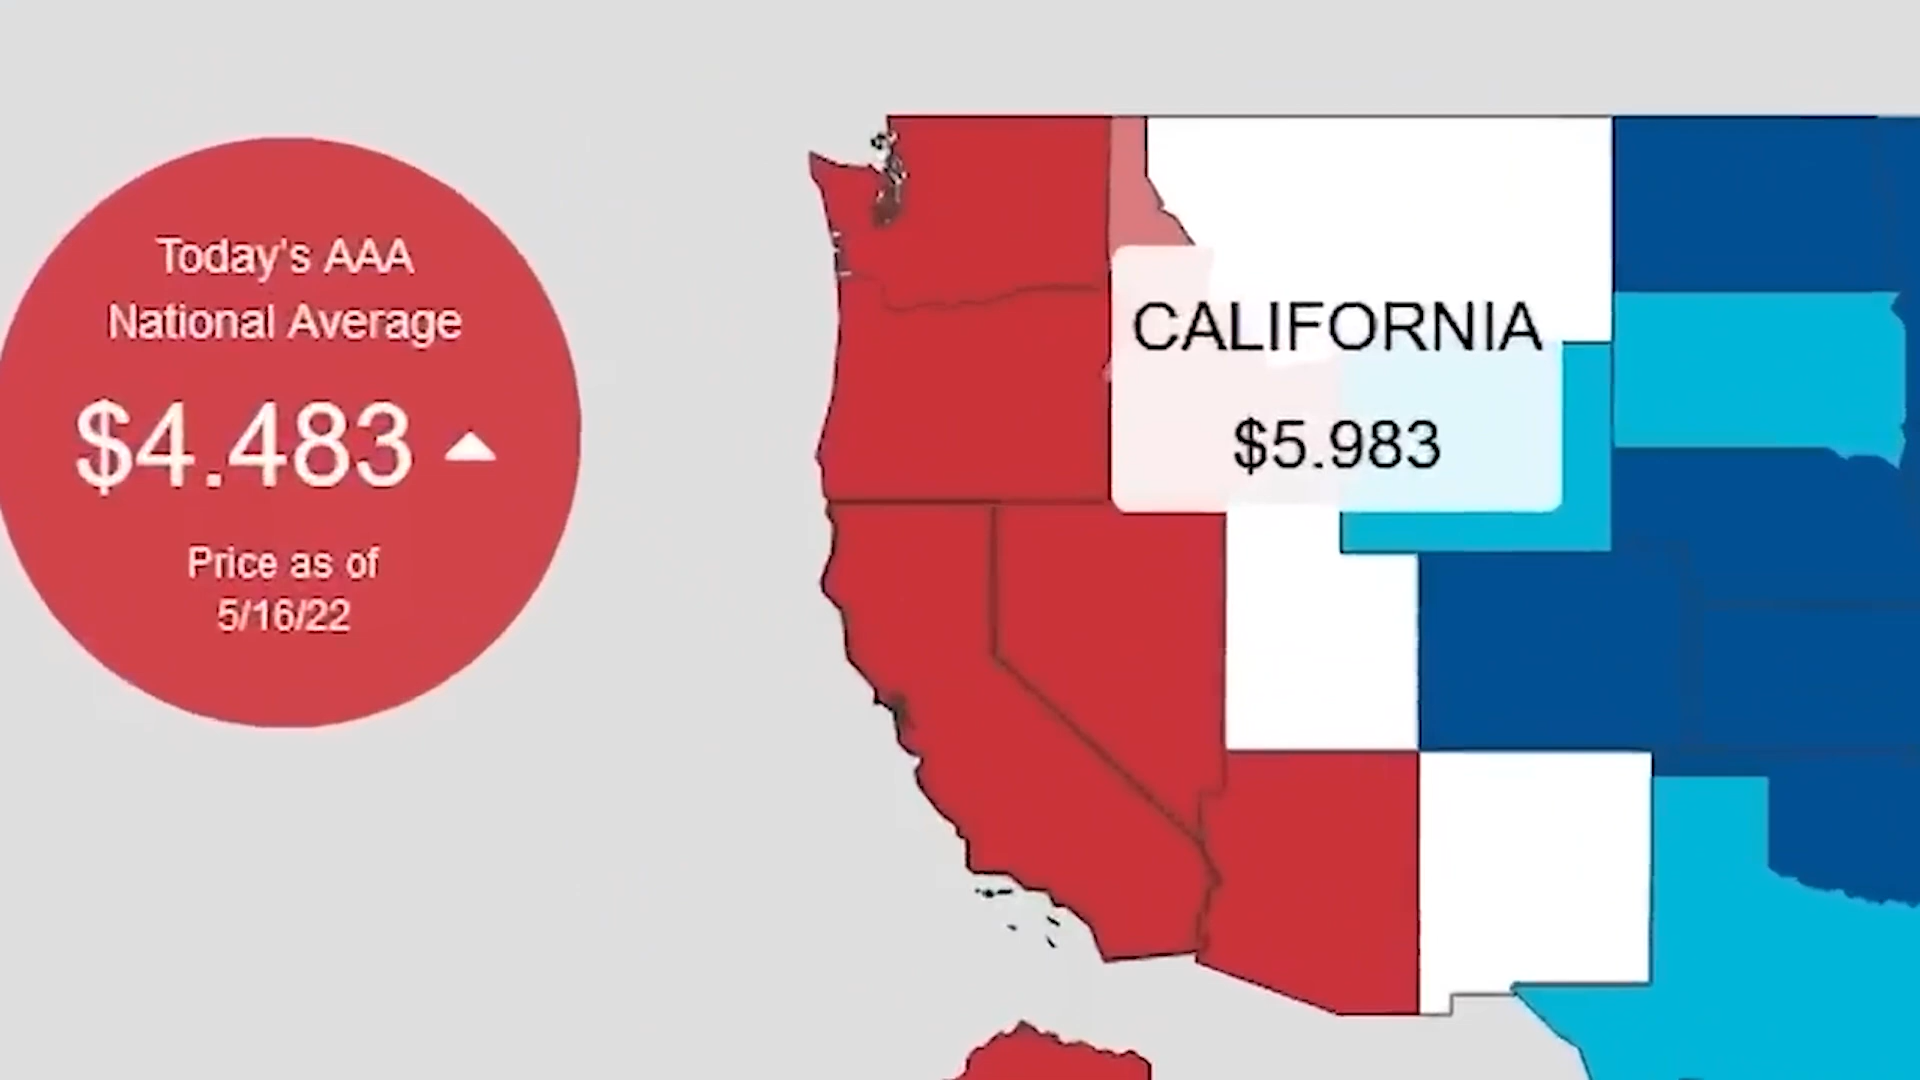 Today's AAA
National Average
$4.483
Price as of
5/16/22
CALIFORNIA
$5.983